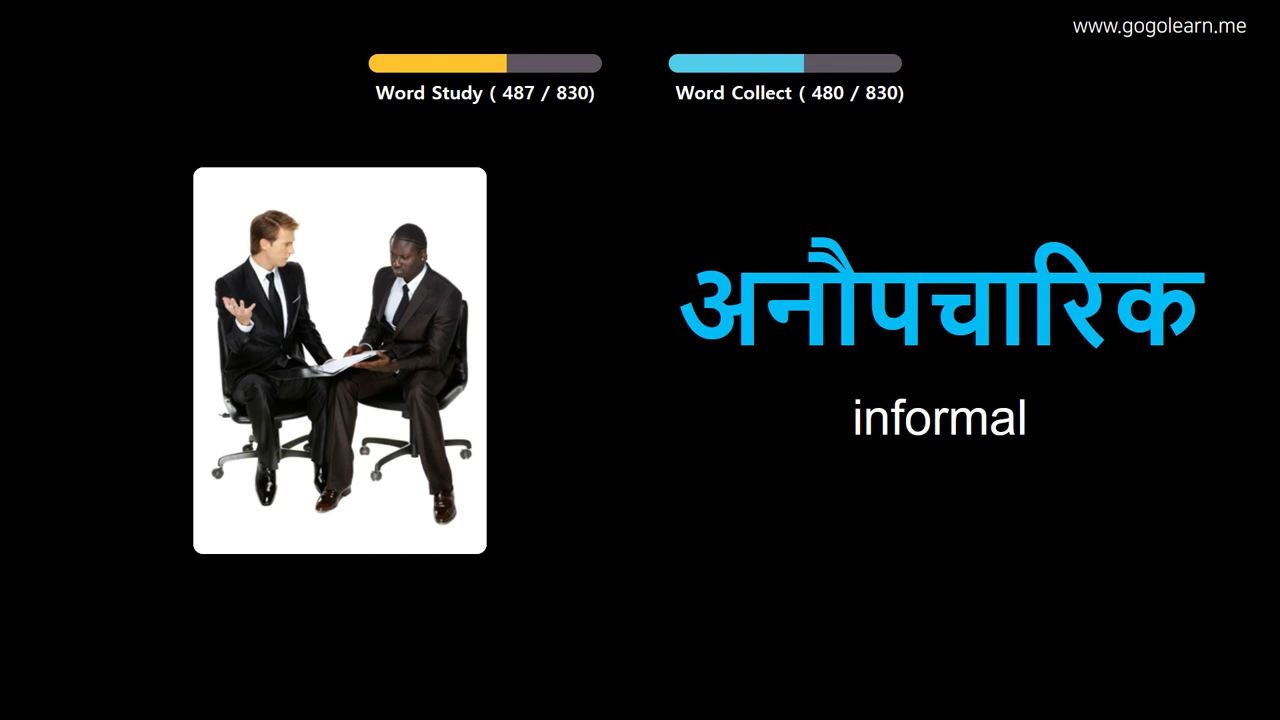 www.gogolearn.me
Word Study ( 487 / 830)
Word Collect ( 480 / 830)
अनौपचारिक
informal